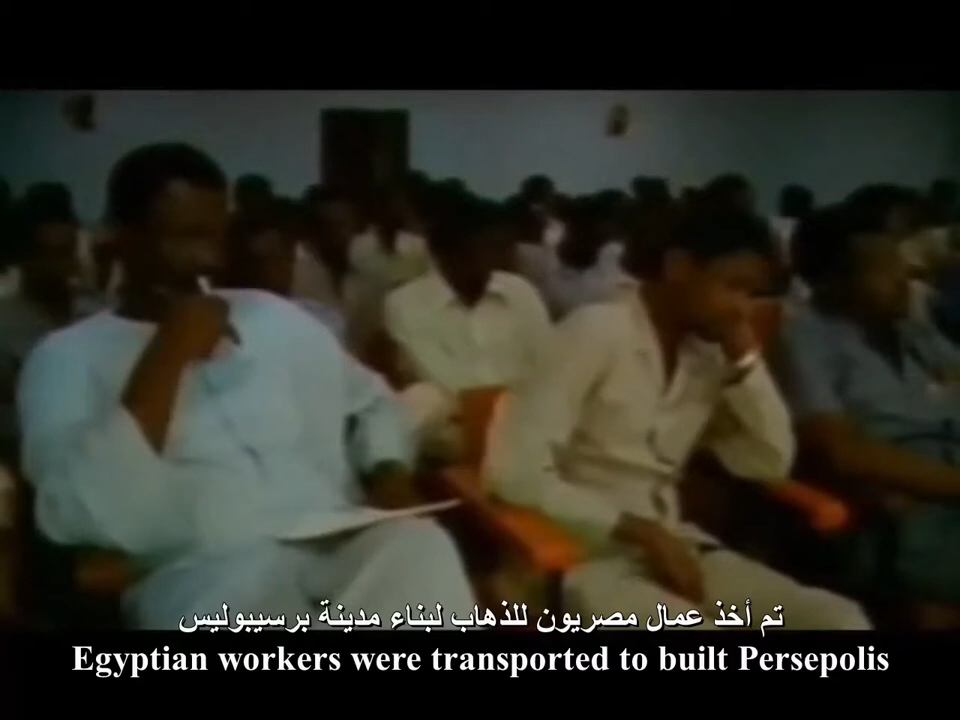 تم أخذ عمال مصريون للذهاب لبناء مدينة برسيبوليس
Egyptian workers were transported to built Persepolis